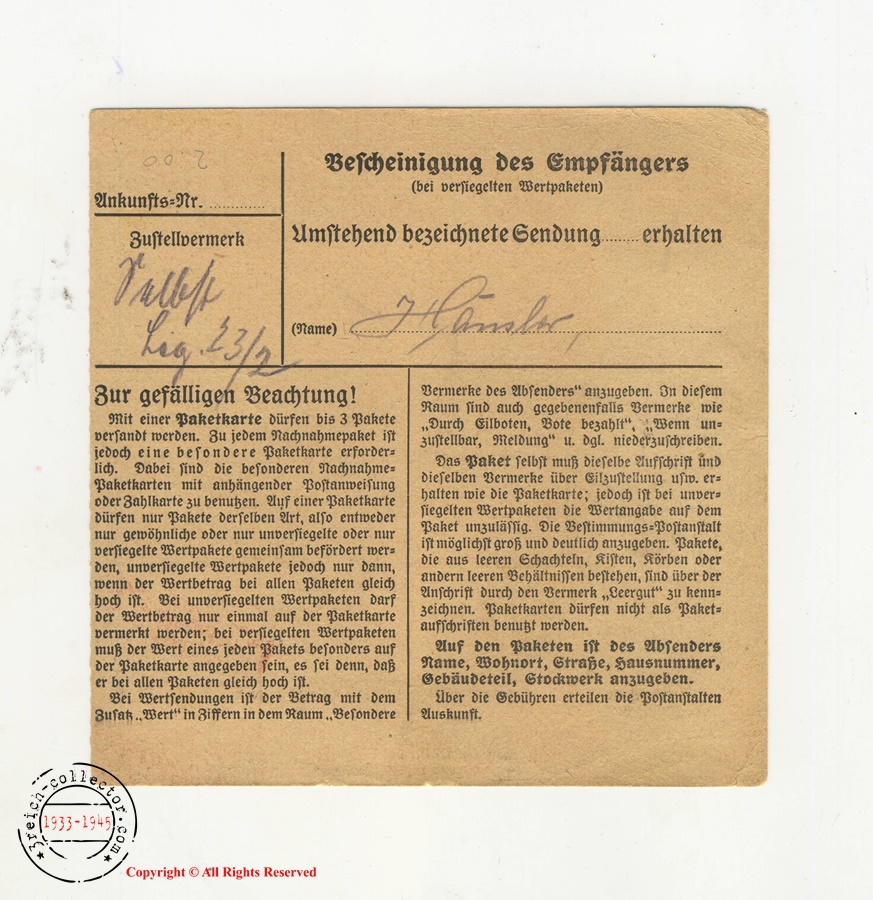 2.00
Ankunfts=Nr. ............
Zustellvermerk
Selbst
23/2
Bescheinigung des Empfängers
(bei versiegelten Wertpaketen)
Umstehend bezeichnete Sendung........ erhalten
(Name) Hänsler,
Zur gefälligen Beachtung!
Mit einer Paketkarte dürfen bis 3 Pakete
versandt werden. Zu jedem Nachnahmepaket ist
jedoch eine besondere Paketkarte erforder-
lich. Dabei sind die besonderen Nachnahme-
Paketkarten mit anhängender Postanweisung
oder Zahlkarte zu benutzen. Auf einer Paketkarte
dürfen nur Pakete derselben Art, also entweder
nur gewöhnliche oder nur unversiegelte oder nur
versiegelte Wertpakete gemeinsam befördert wer-
den, unversiegelte Wertpakete jedoch nur dann,
wenn der Wertbetrag bei allen Paketen gleich
hoch ist. Bei unversiegelten Wertpaketen darf
der Wertbetrag nur einmal auf der Paketkarte
vermerkt werden; bei versiegelten Wertpaketen
muß der Wert eines jeden Pakets besonders auf
der Paketkarte angegeben sein, es sei denn, daß
er bei allen Paketen gleich hoch ist.
Bei Wertsendungen ist der Betrag mit dem
Zusatz „Wert“ in Ziffern in dem Raum „Besondere
Vermerke des Absenders“ anzugeben. In diesem
Raum sind auch gegebenenfalls Vermerke wie
„Durch Eilboten, Bote bezahlt“, „Wenn un-
zustellbar, Meldung“ u. dgl. niederzuschreiben.
Das Paket selbst muß dieselbe Aufschrift und
dieselben Vermerke über Eilzustellung usw. er-
halten wie die Paketkarte; jedoch ist bei unver-
siegelten Wertpaketen die Wertangabe auf dem
Paket unzulässig. Die Bestimmungs=Postanstalt
ist möglichst groß und deutlich anzugeben. Pakete,
die aus leeren Schachteln, Kisten, Körben oder
andern leeren Behältnissen bestehen, sind über der
Anschrift durch den Vermerk „Leergut“ zu kenn-
zeichnen. Paketkarten dürfen nicht als Paket-
aufschriften benutzt werden.
Auf den Paketen ist des Absenders
Name, Wohnort, Straße, Hausnummer,
Gebäudeteil, Stockwerk anzugeben.
Über die Gebühren erteilen die Postanstalten
Auskunft.
3reich-collector.com
1933-1945
Copyright © All Rights Reserved